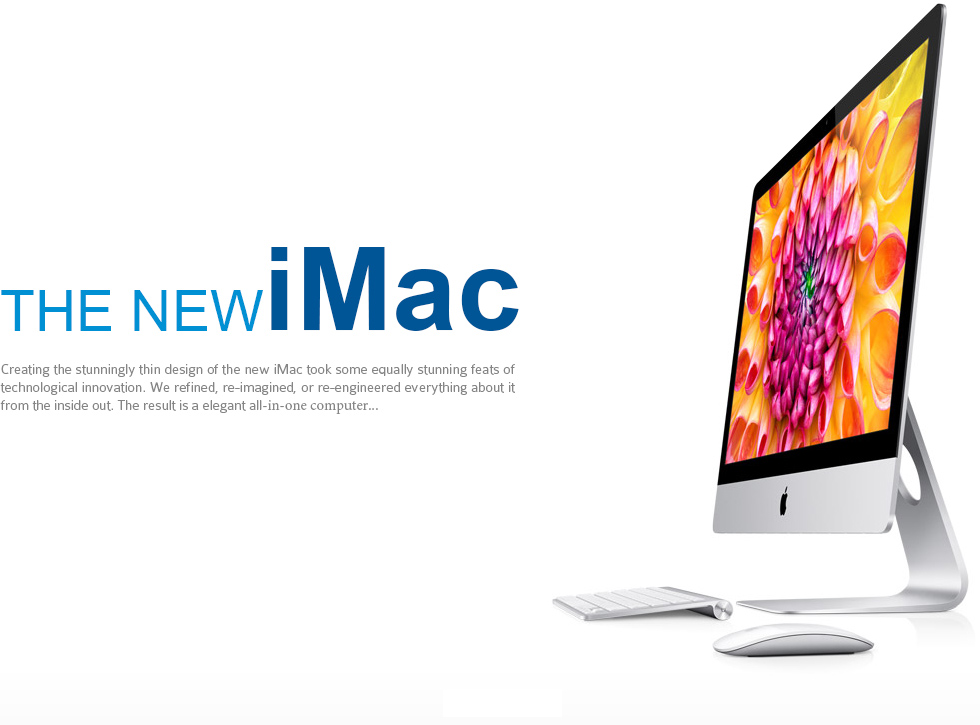 THE NEW iMac
Creating the stunningly thin design of the new iMac took some equally stunning feats of
technological innovation. We refined, re-imagined, or re-engineered everything about it
from the inside out. The result is a elegant all-in-one computer...